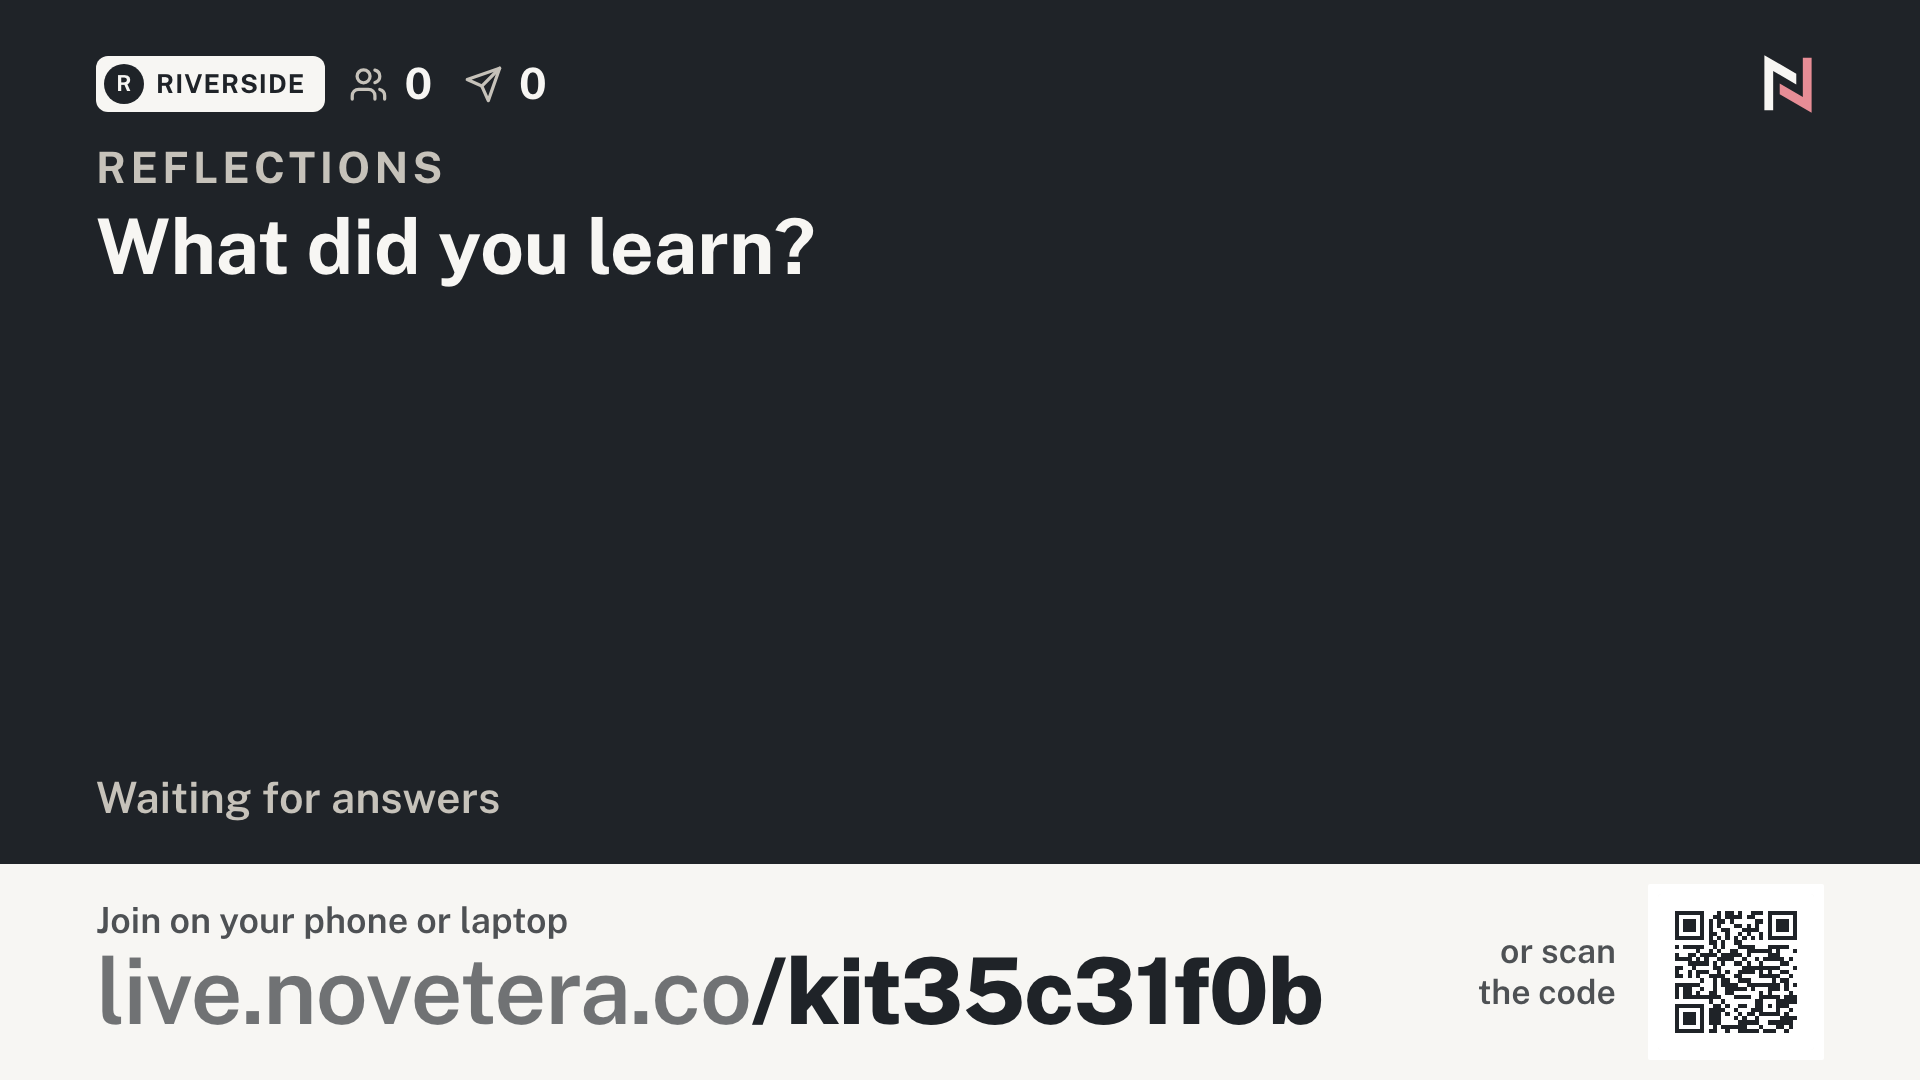 R RIVERSIDE 0 0
REFLECTIONS
What did you learn?
Waiting for answers
Join on your phone or laptop
live.novetera.co/kit35c31f0b
or scan
the code